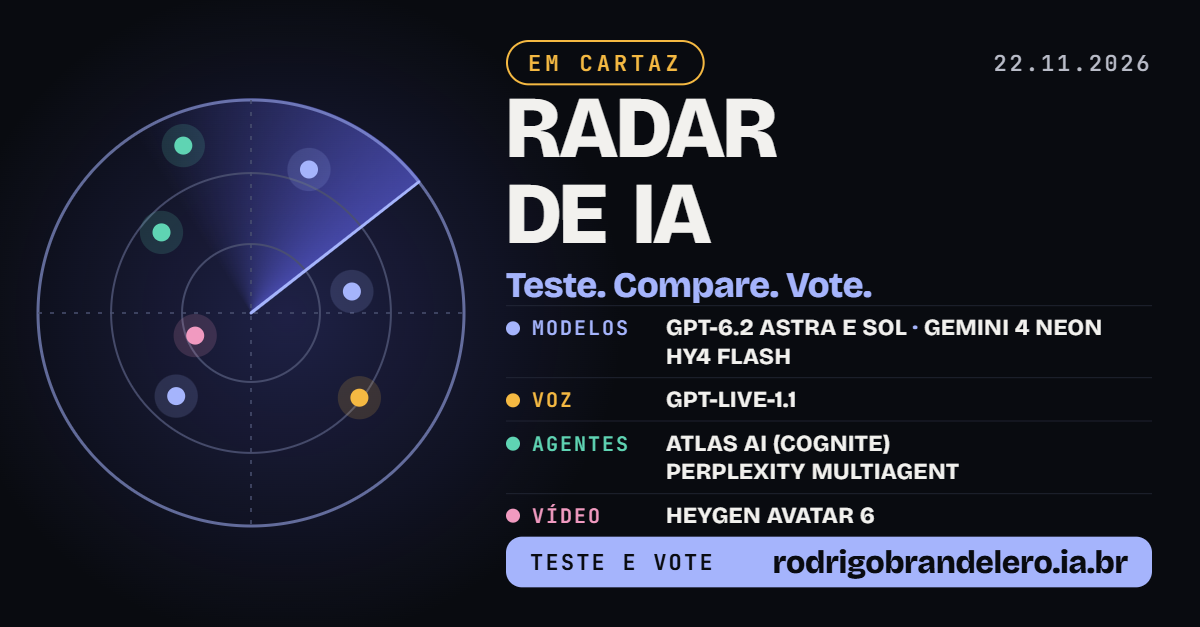 EM CARTAZ
22.11.2026
RADAR
DE IA
Teste. Compare. Vote.
MODELOS
GPT-6.2 ASTRA E SOL · GEMINI 4 NEON
HY4 FLASH
VOZ
GPT-LIVE-1.1
AGENTES
ATLAS AI (COGNITE)
PERPLEXITY MULTIAGENT
VÍDEO
HEYGEN AVATAR 6
TESTE E VOTE
rodrigobrandelero.ia.br